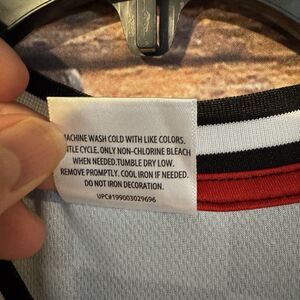 MACHINE WASH COLD WITH LIKE COLORS,
GENTLE CYCLE, ONLY NON-CHLORINE BLEACH
WHEN NEEDED.TUMBLE DRY LOW.
REMOVE PROMPTLY. COOL IRON IF NEEDED.
DO NOT IRON DECORATION.
UPC#199003029696